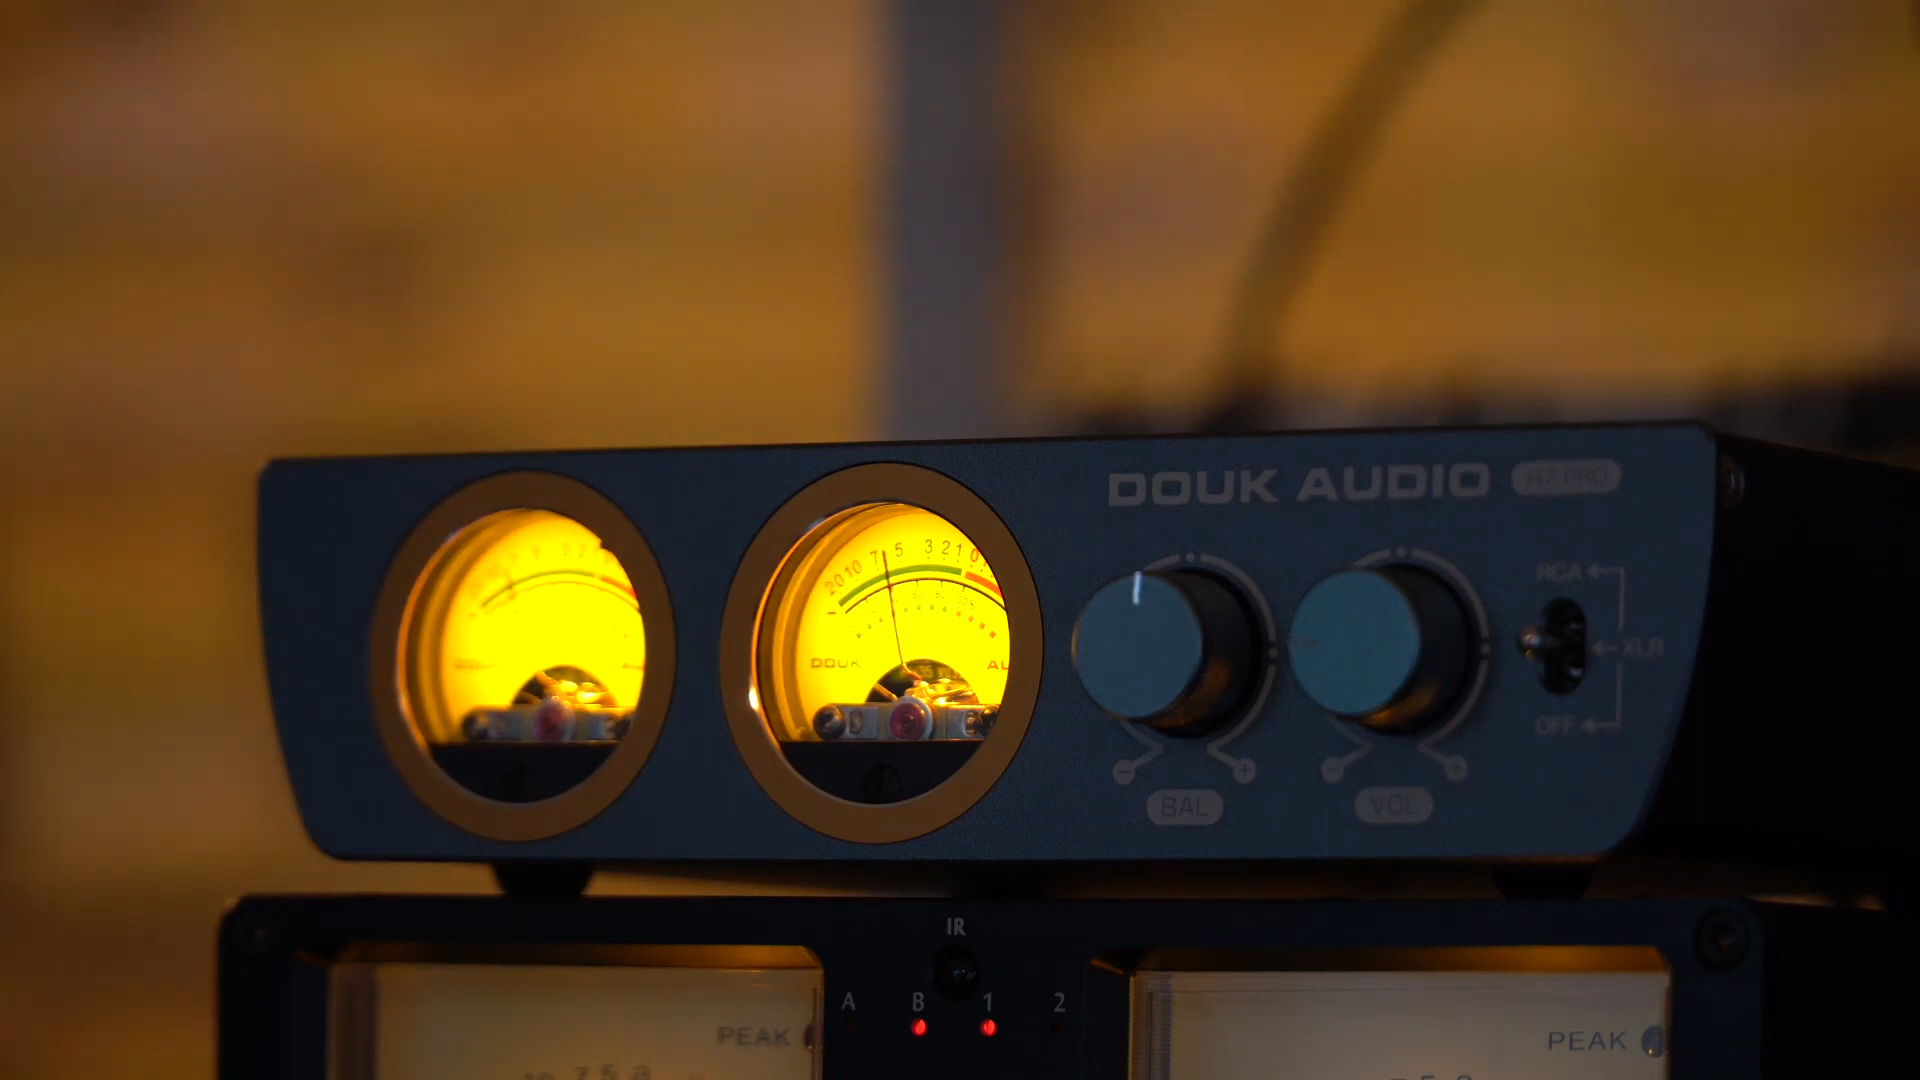 DOUK AUDIO H7 PRO
20 10 7 5 3 2 1 0
DOUK
RCA
XLR
OFF
- + - +
BAL VOL
IR
A B 1 2
PEAK PEAK